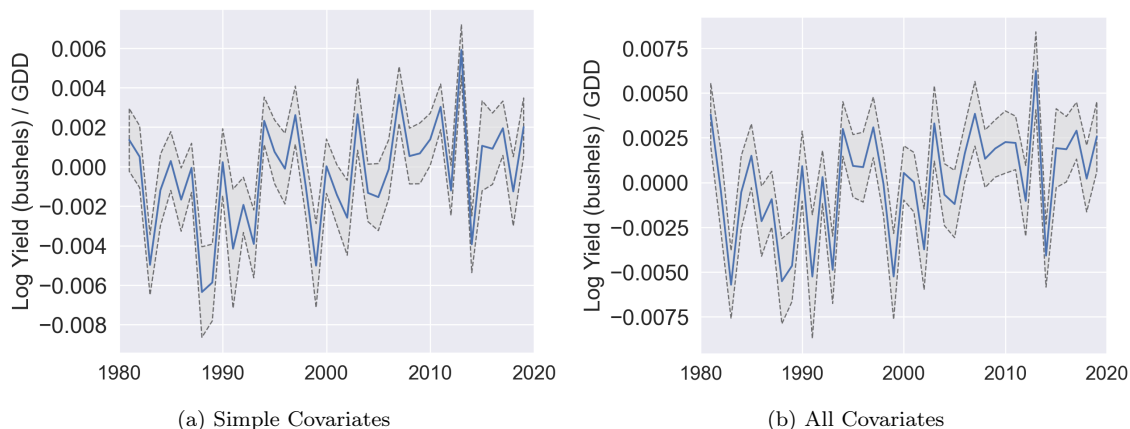 Log Yield (bushels) / GDD
0.006
0.004
0.002
0.000
−0.002
−0.004
−0.006
−0.008
1980 1990 2000 2010 2020
(a) Simple Covariates
Log Yield (bushels) / GDD
0.0075
0.0050
0.0025
0.0000
−0.0025
−0.0050
−0.0075
1980 1990 2000 2010 2020
(b) All Covariates